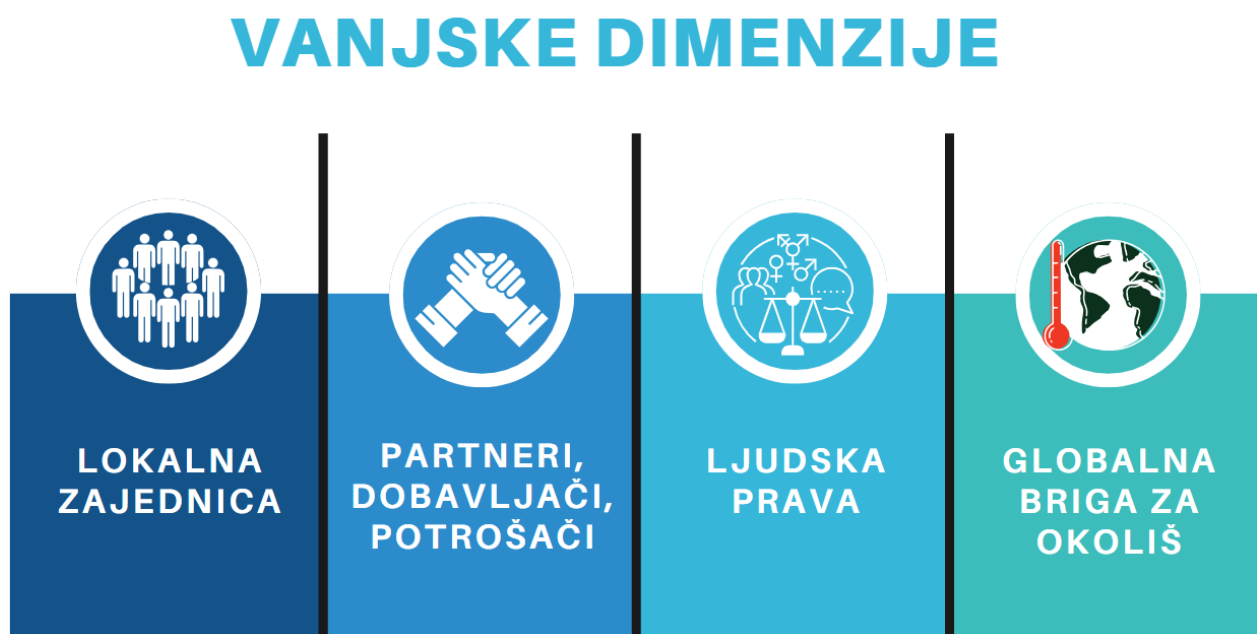 VANJSKE DIMENZIJE
LOKALNA
ZAJEDNICA
PARTNERI,
DOBAVLJAČI,
POTROŠAČI
LJUDSKA
PRAVA
GLOBALNA
BRIGA ZA
OKOLIŠ